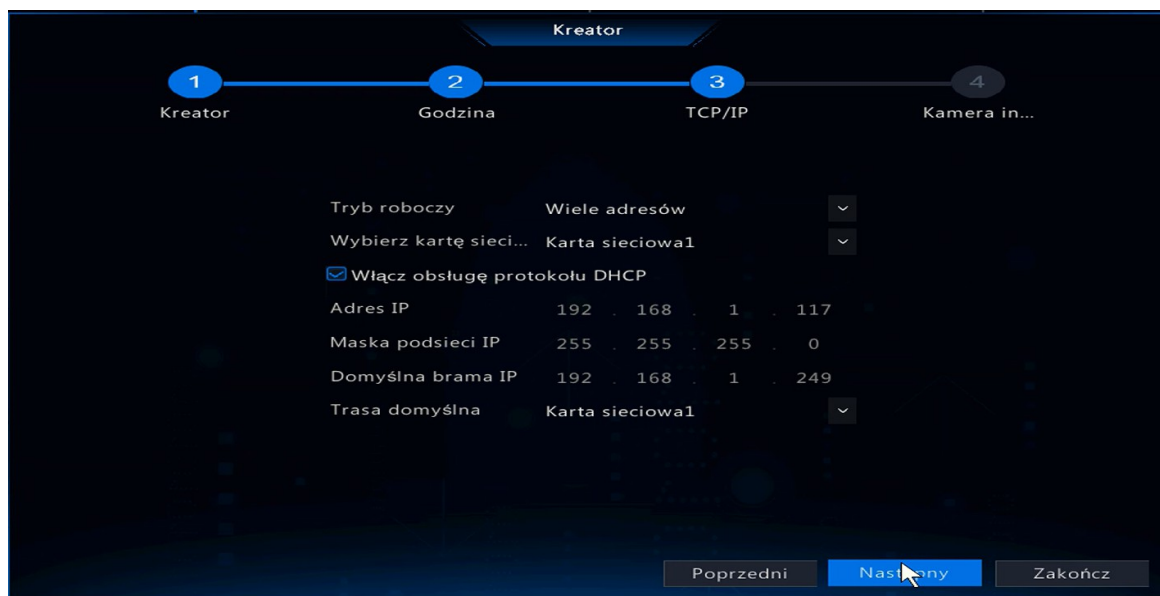 Kreator
1 2 3 4
Kreator Godzina TCP/IP Kamera in...
Tryb roboczy Wiele adresów
Wybierz kartę sieci... Karta sieciowa1
Włącz obsługę protokołu DHCP
Adres IP 192 . 168 . 1 . 117
Maska podsieci IP 255 . 255 . 255 . 0
Domyślna brama IP 192 . 168 . 1 . 249
Trasa domyślna Karta sieciowa1
Poprzedni Następny Zakończ